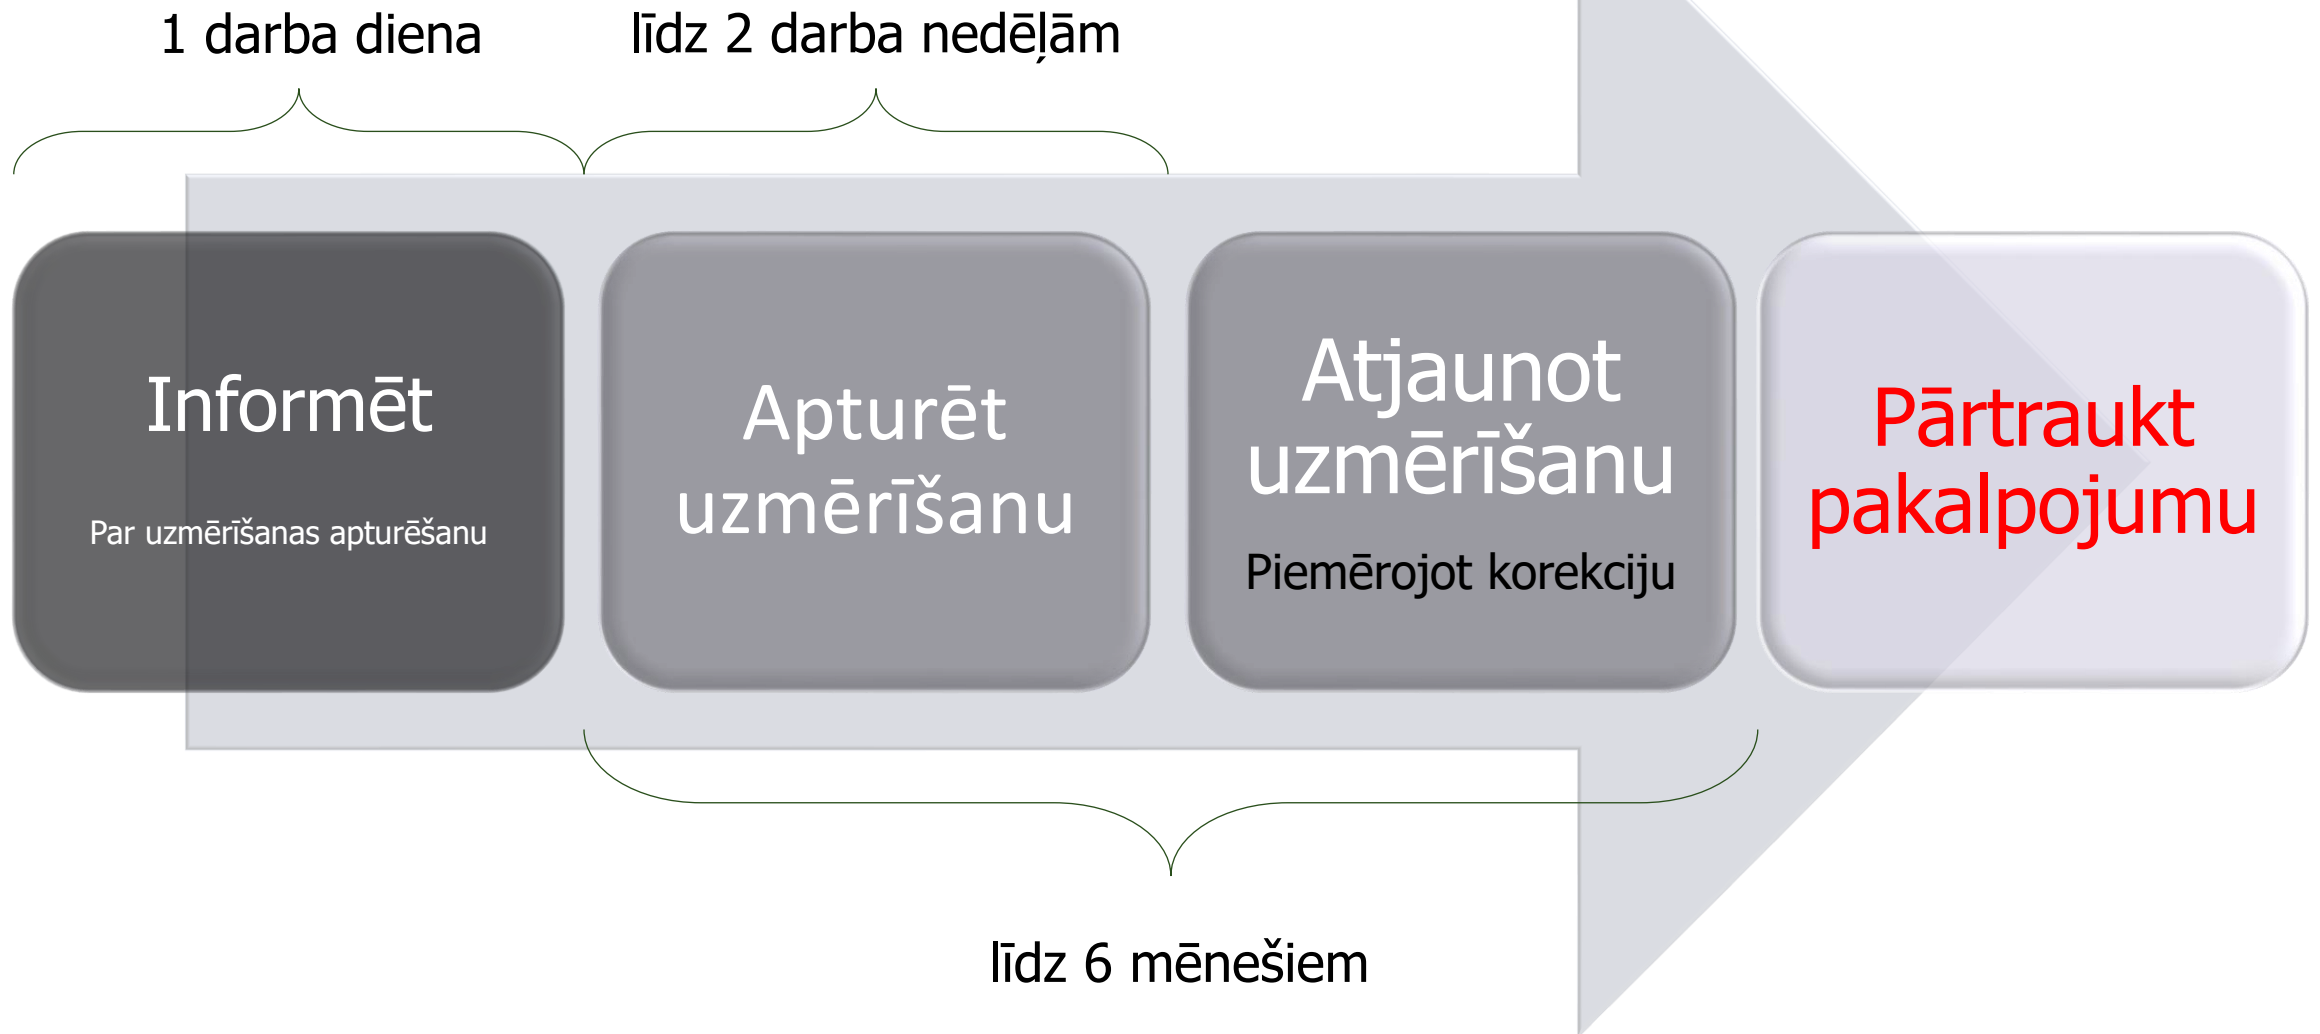 1 darba diena
līdz 2 darba nedēļām
Informēt
Par uzmērīšanas apturēšanu
Apturēt
uzmērīšanu
Atjaunot
uzmērīšanu
Piemērojot korekciju
Pārtraukt
pakalpojumu
līdz 6 mēnešiem